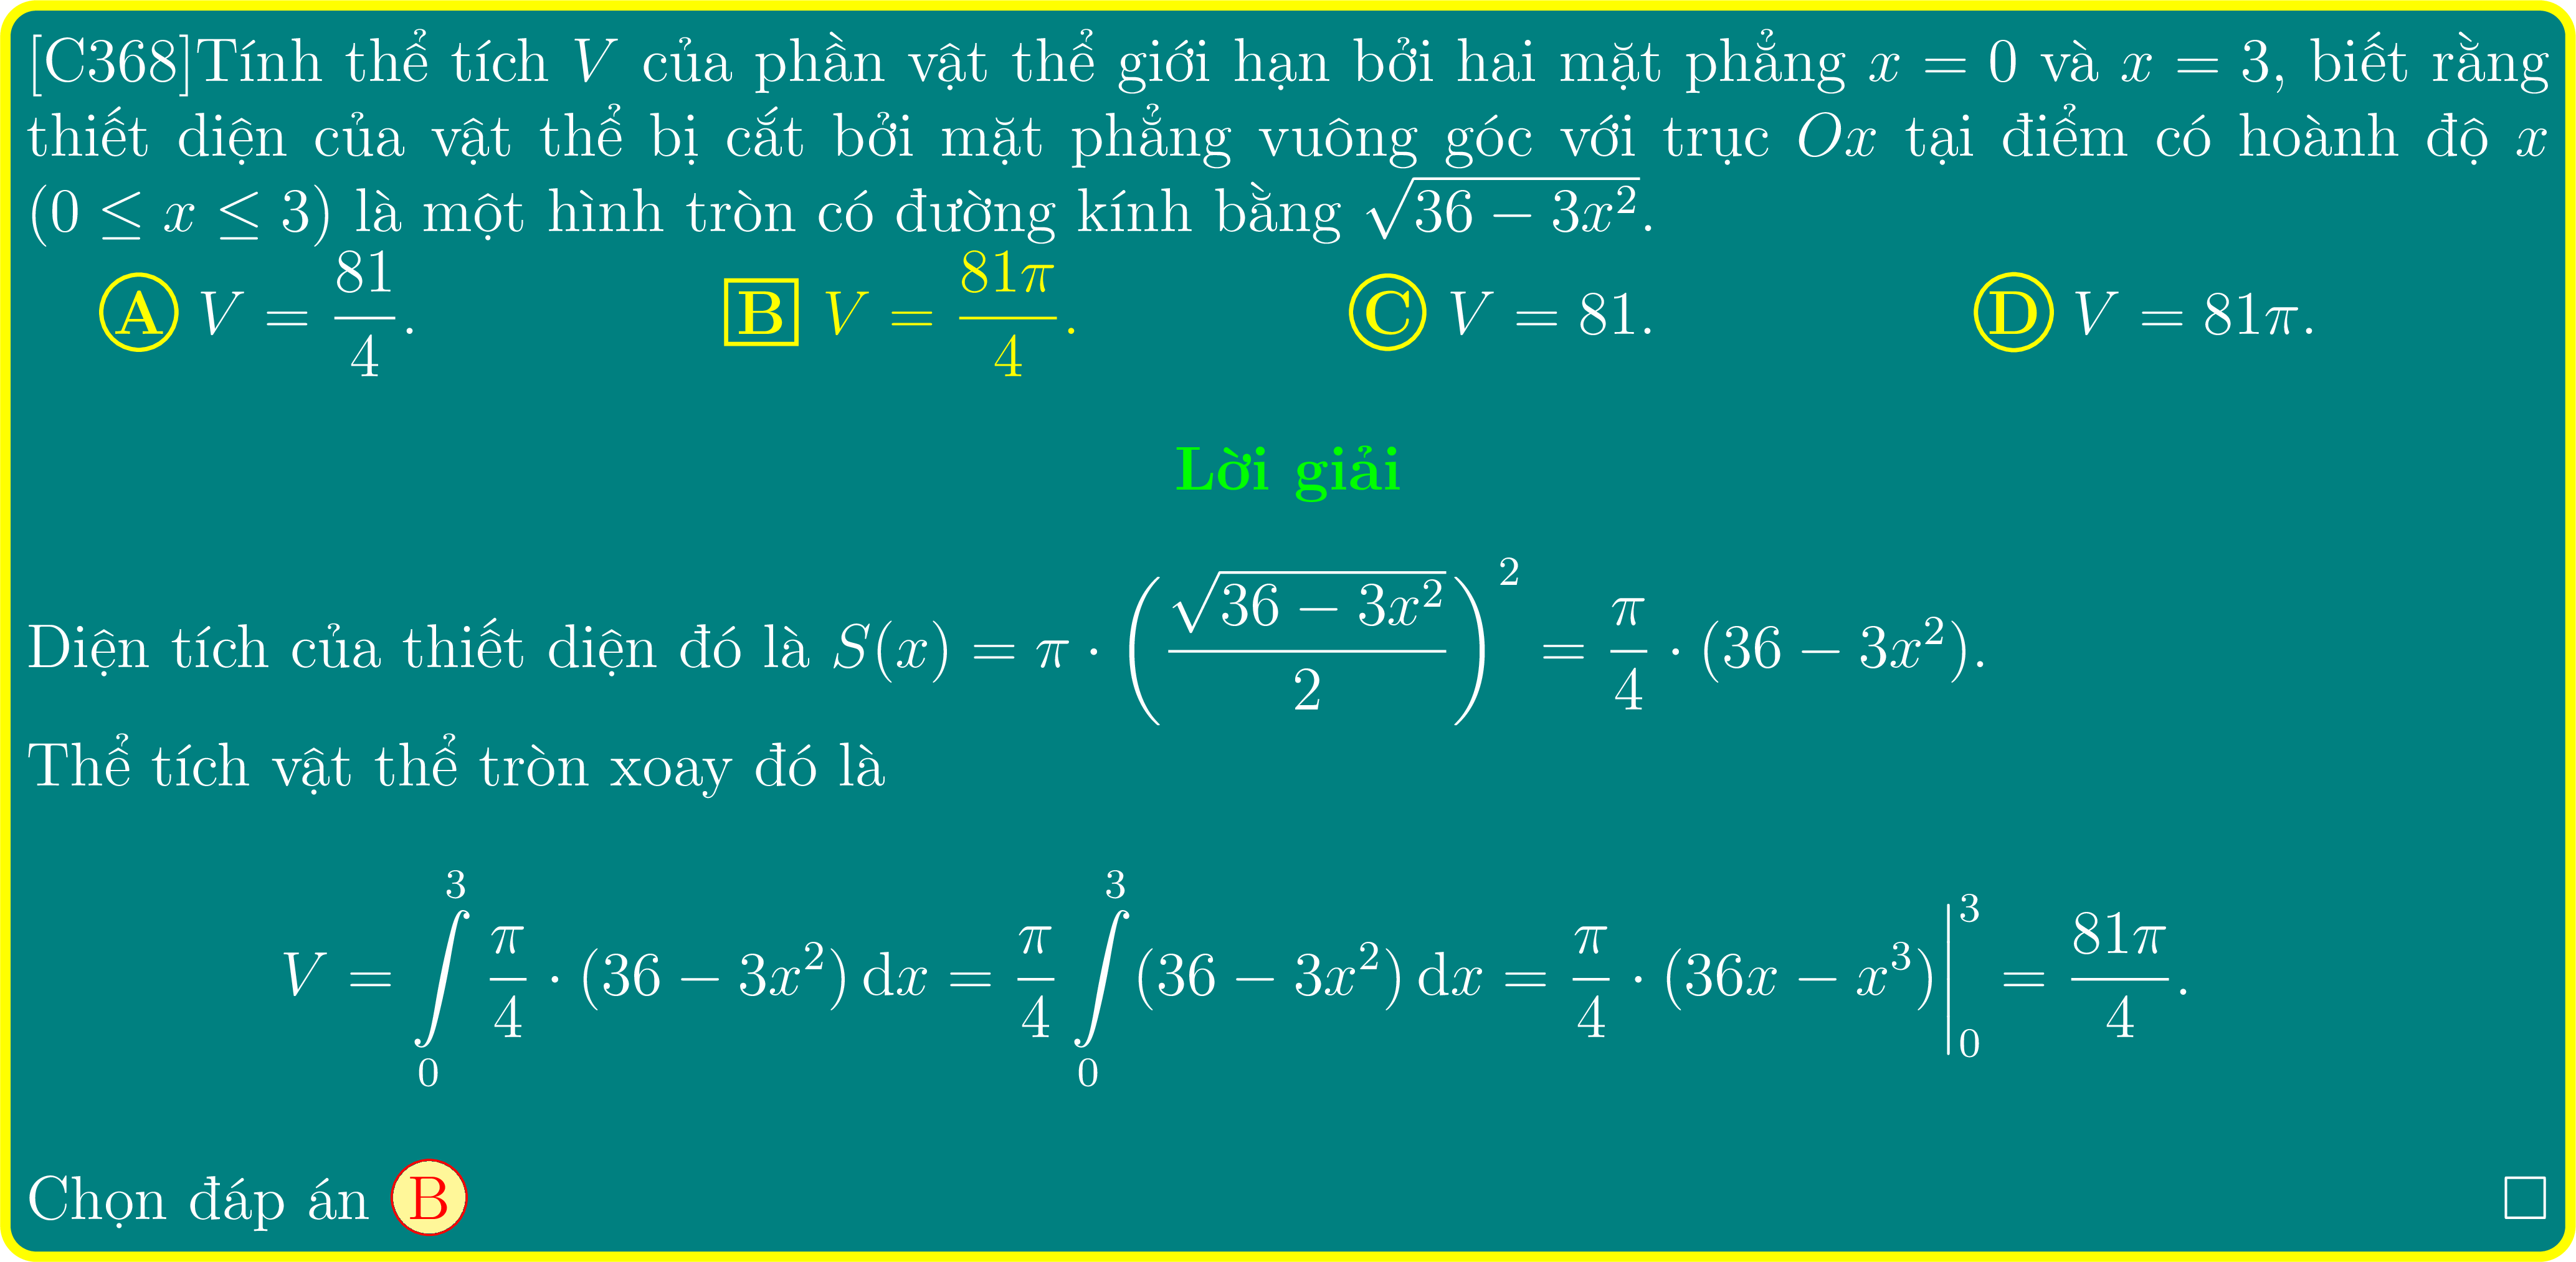 [C368]Tính thể tích V của phần vật thể giới hạn bởi hai mặt phẳng x = 0 và x = 3, biết rằng
thiết diện của vật thể bị cắt bởi mặt phẳng vuông góc với trục Ox tại điểm có hoành độ x
(0 ≤ x ≤ 3) là một hình tròn có đường kính bằng $\sqrt{36 - 3x^2}$.
A $V = \frac{81}{4}$. B $V = \frac{81\pi}{4}$. C $V = 81$. D $V = 81\pi$.
Lời giải
Diện tích của thiết diện đó là $S(x) = \pi \cdot \left(\frac{\sqrt{36 - 3x^2}}{2}\right)^2 = \frac{\pi}{4} \cdot (36 - 3x^2)$.
Thể tích vật thể tròn xoay đó là
$V = \int\limits_0^3 \frac{\pi}{4} \cdot (36 - 3x^2)\,\mathrm{d}x = \frac{\pi}{4} \int\limits_0^3 (36 - 3x^2)\,\mathrm{d}x = \frac{\pi}{4} \cdot (36x - x^3)\Big|_0^3 = \frac{81\pi}{4}$.
Chọn đáp án B □